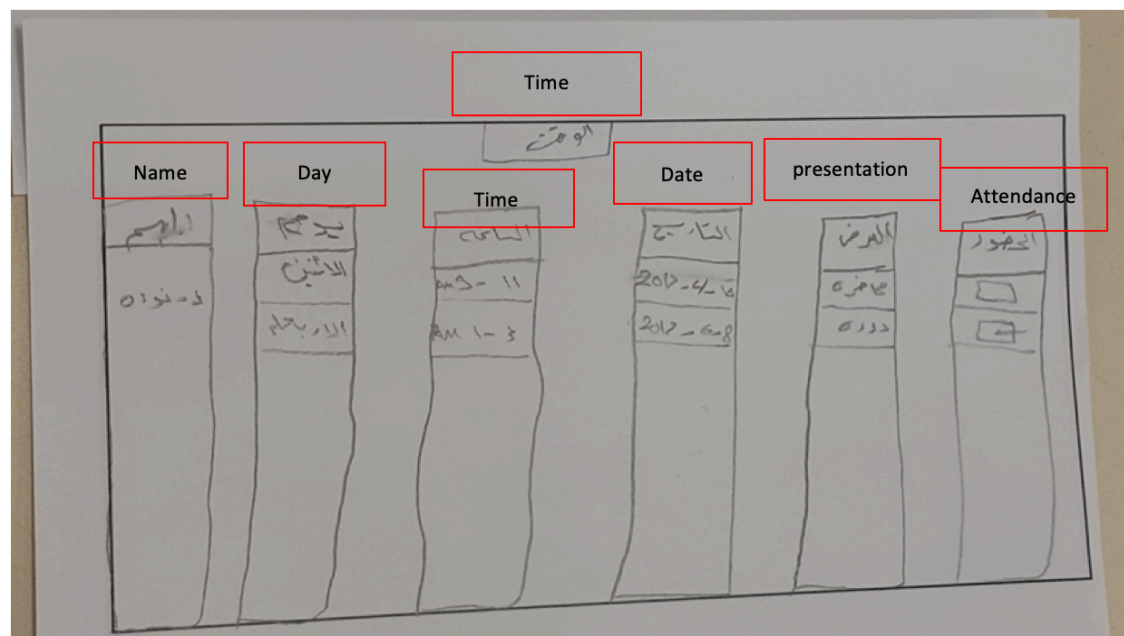 Time
الوقت
Name
Day
Time
Date
presentation
Attendance
الاسم
يوم
الساعة
التاريخ
العرض
الحضور
الاثنين
AM 9 - 11
محاضرة
د - نوره
الاربعاء
AM 1 - 3
دورة